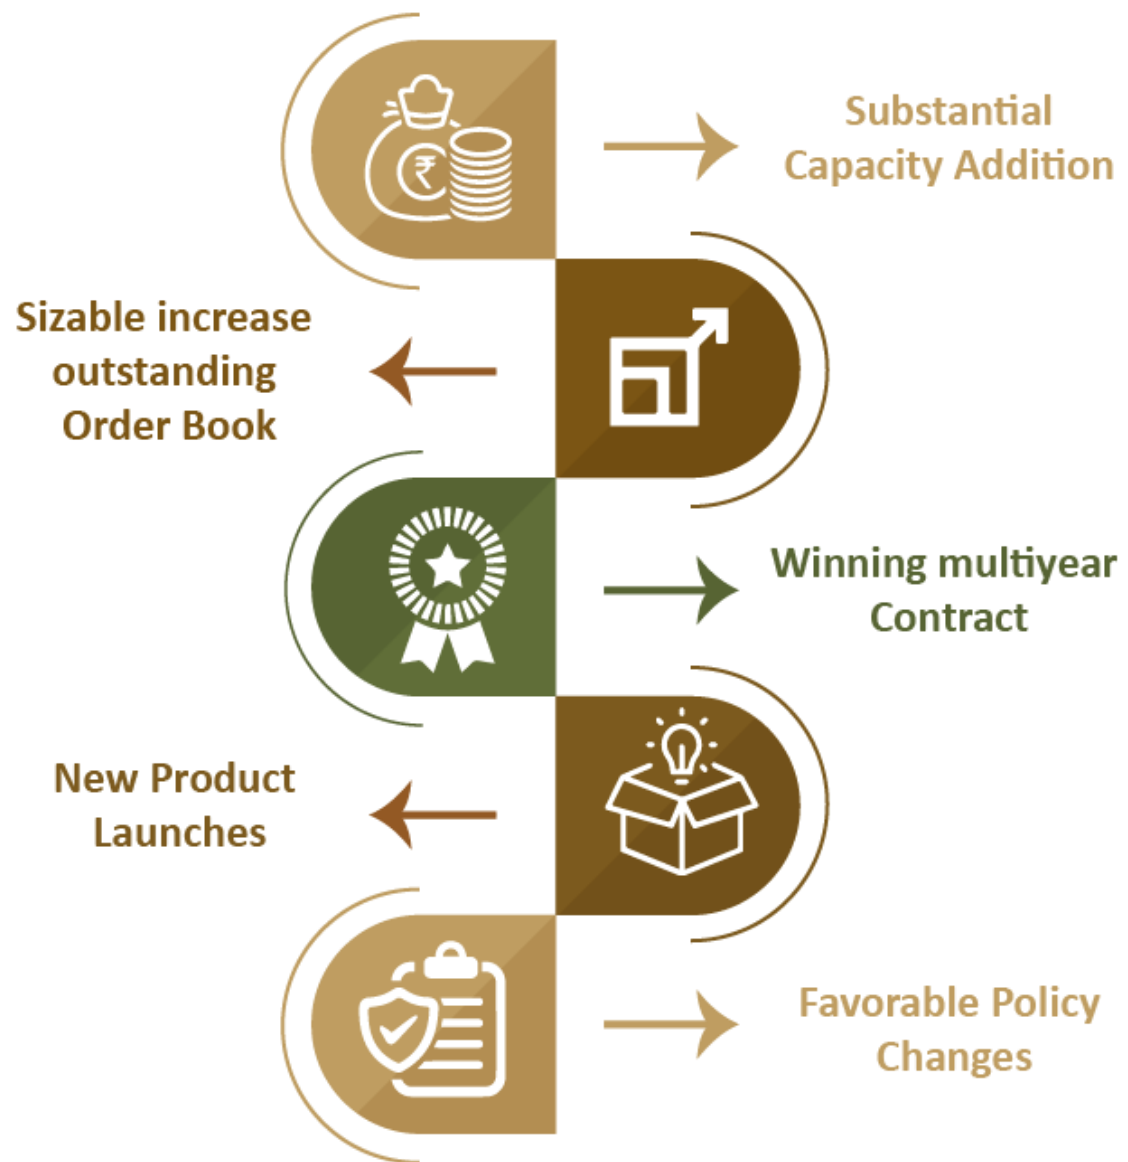 Substantial
Capacity Addition
Sizable increase
outstanding
Order Book
Winning multiyear
Contract
New Product
Launches
Favorable Policy
Changes
₹